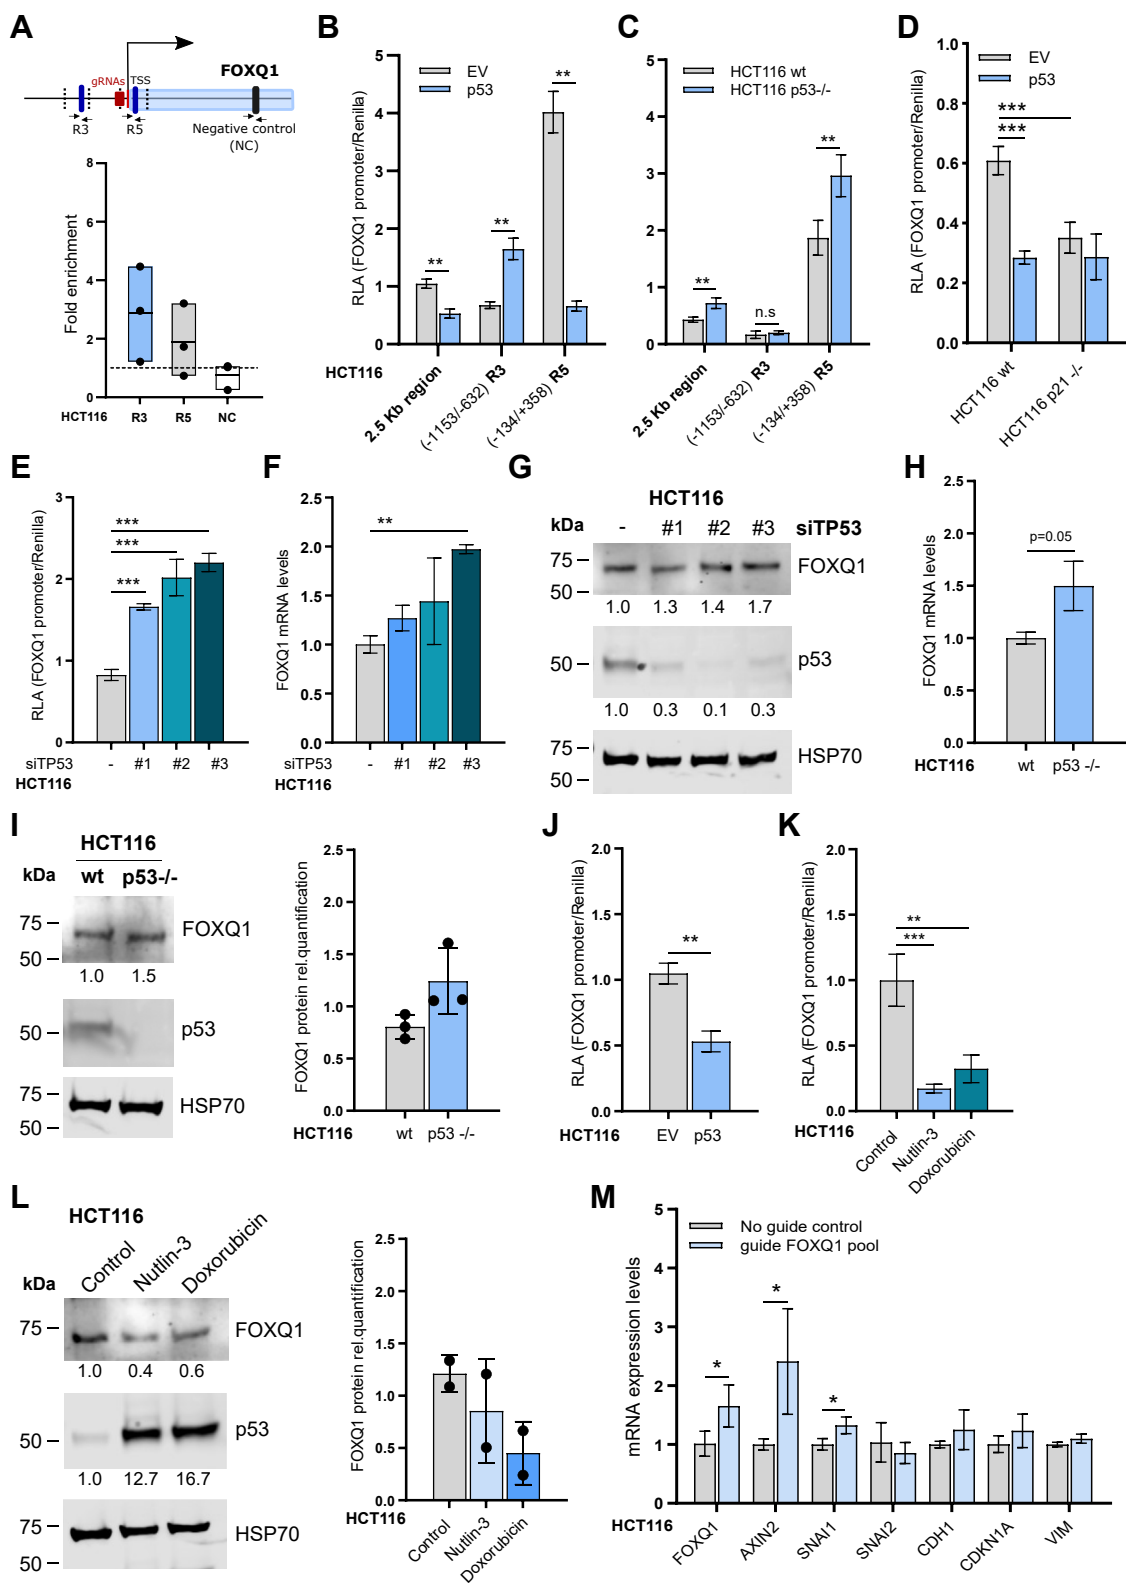 A
gRNAs
TSS
FOXQ1
R3
R5
Negative control
(NC)
Fold enrichment
8
6
4
2
0
HCT116
R3
R5
NC
B
EV
p53
RLA (FOXQ1 promoter/Renilla)
5
4
3
2
1
0
**
**
**
HCT116
2.5 Kb region
(-1153/-632) R3
(-134/+358) R5
C
HCT116 wt
HCT116 p53-/-
5
4
3
2
1
0
**
n.s
**
2.5 Kb region
(-1153/-632) R3
(-134/+358) R5
D
EV
p53
RLA (FOXQ1 promoter/Renilla)
1.0
0.8
0.6
0.4
0.2
0.0
***
***
HCT116 wt
HCT116 p21 -/-
E
RLA (FOXQ1 promoter/Renilla)
3
2
1
0
***
***
***
siTP53 - #1 #2 #3
HCT116
F
FOXQ1 mRNA levels
2.5
2.0
1.5
1.0
0.5
0.0
**
siTP53 - #1 #2 #3
HCT116
G
HCT116
kDa - #1 #2 #3 siTP53
75
50
FOXQ1
1.0 1.3 1.4 1.7
50
p53
1.0 0.1 0.3
0.3
75
50
HSP70
H
FOXQ1 mRNA levels
2.5
2.0
1.5
1.0
0.5
0.0
p=0.05
HCT116 wt p53 -/-
I
HCT116
kDa wt p53-/-
75
50
FOXQ1
1.0 1.5
50
p53
75
50
HSP70
FOXQ1 protein rel.quantification
2.5
2.0
1.5
1.0
0.5
0.0
HCT116 wt p53 -/-
J
RLA (FOXQ1 promoter/Renilla)
2.0
1.5
1.0
0.5
0.0
**
HCT116 EV p53
K
RLA (FOXQ1 promoter/Renilla)
2.0
1.5
1.0
0.5
0.0
**
***
HCT116
Control
Nutlin-3
Doxorubicin
L
HCT116
kDa
Control
Nutlin-3
Doxorubicin
75
FOXQ1
1.0 0.4 0.6
50
p53
1.0 12.7 16.7
75
50
HSP70
FOXQ1 protein rel.quantification
2.0
1.5
1.0
0.5
0.0
Control
Nutlin-3
Doxorubicin
M
No guide control
guide FOXQ1 pool
mRNA expression levels
5
4
3
2
1
0
*
*
*
HCT116
FOXQ1
AXIN2
SNAI1
SNAI2
CDH1
CDKN1A
VIM